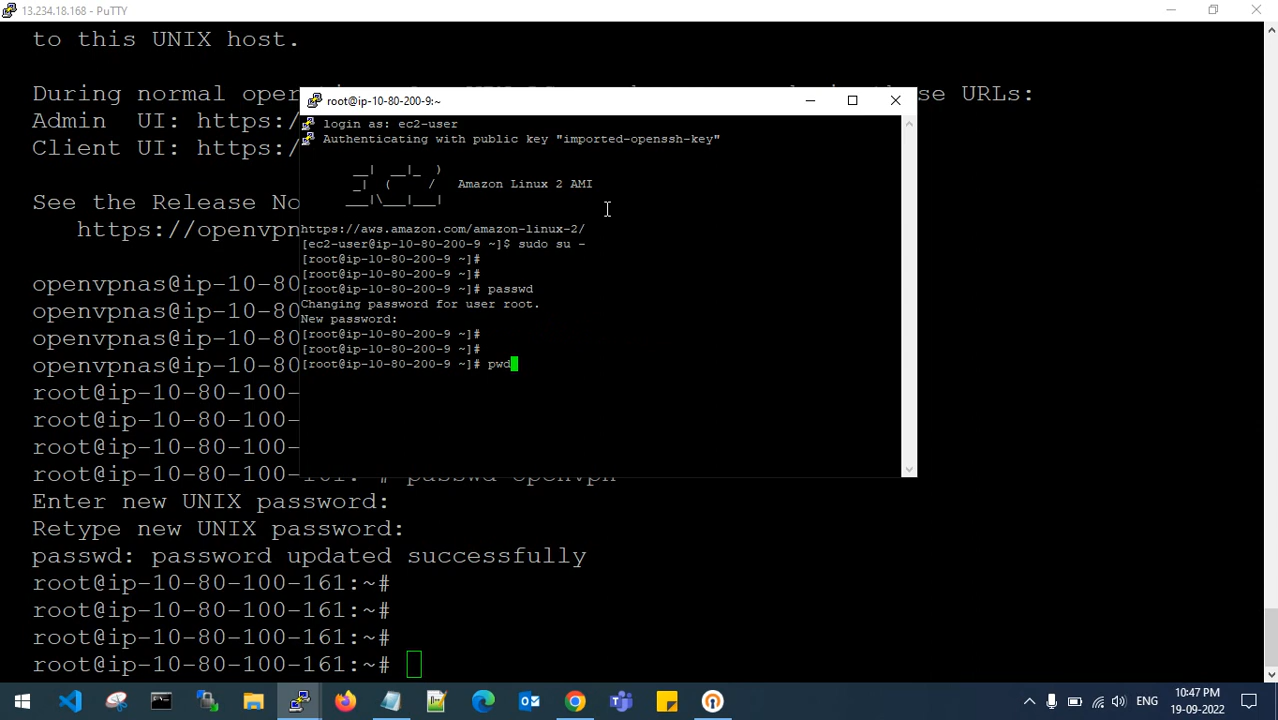 13.234.18.168 - PuTTY
to this UNIX host.
During normal oper
se URLs:
Admin  UI: https:/
Client UI: https:/
See the Release No
https://openvpn
openvpnas@ip-10-80-100
openvpnas@ip-10-80-100
openvpnas@ip-10-80-100
openvpnas@ip-10-80-100
root@ip-10-80-100-
root@ip-10-80-100-
root@ip-10-80-100-
root@ip-10-80-100-161:~# passwd openvpn
Enter new UNIX password:
Retype new UNIX password:
passwd: password updated successfully
root@ip-10-80-100-161:~#
root@ip-10-80-100-161:~#
root@ip-10-80-100-161:~#
root@ip-10-80-100-161:~#
root@ip-10-80-200-9:~
login as: ec2-user
Authenticating with public key "imported-openssh-key"
__|  __|_  )
_|  (     /
___|\___|___|
Amazon Linux 2 AMI
https://aws.amazon.com/amazon-linux-2/
[ec2-user@ip-10-80-200-9 ~]$ sudo su -
[root@ip-10-80-200-9 ~]#
[root@ip-10-80-200-9 ~]#
[root@ip-10-80-200-9 ~]# passwd
Changing password for user root.
New password:
[root@ip-10-80-200-9 ~]#
[root@ip-10-80-200-9 ~]#
[root@ip-10-80-200-9 ~]# pwd
ENG
10:47 PM
19-09-2022